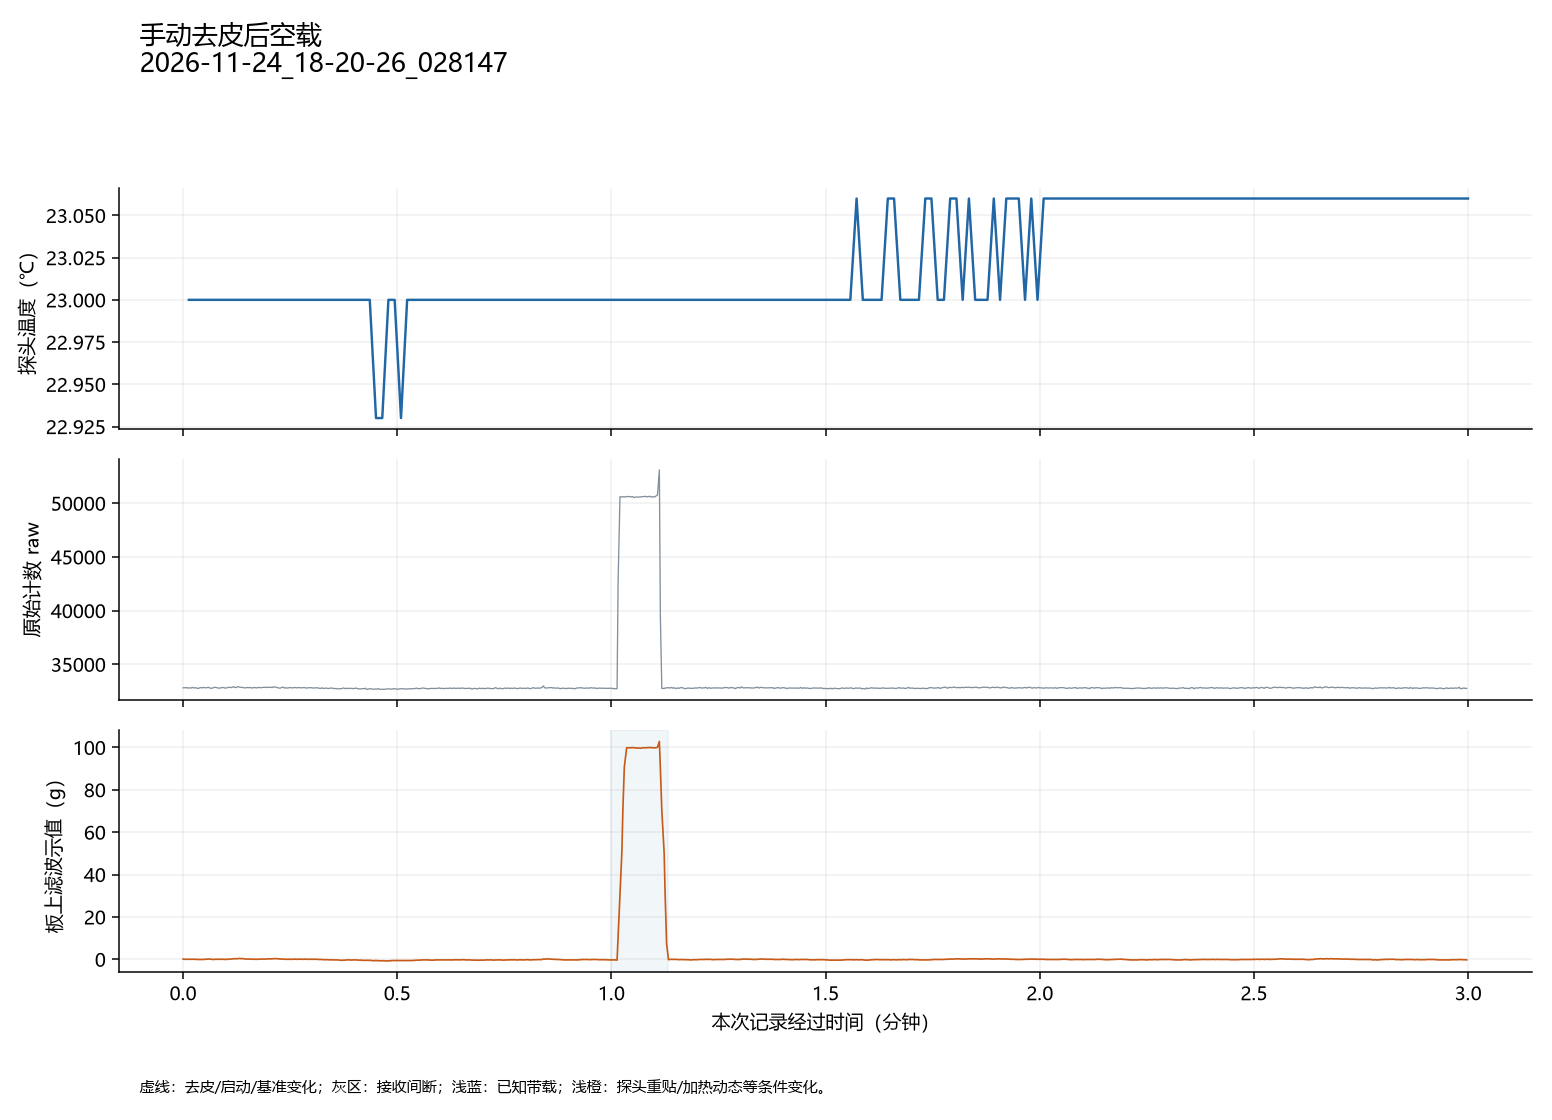 手动去皮后空载
2026-11-24_18-20-26_028147
探头温度（℃）
23.050
23.025
23.000
22.975
22.950
22.925
原始计数 raw
50000
45000
40000
35000
板上滤波示值（g）
100
80
60
40
20
0
0.0 0.5 1.0 1.5 2.0 2.5 3.0
本次记录经过时间（分钟）
虚线：去皮/启动/基准变化；灰区：接收间断；浅蓝：已知带载；浅橙：探头重贴/加热动态等条件变化。